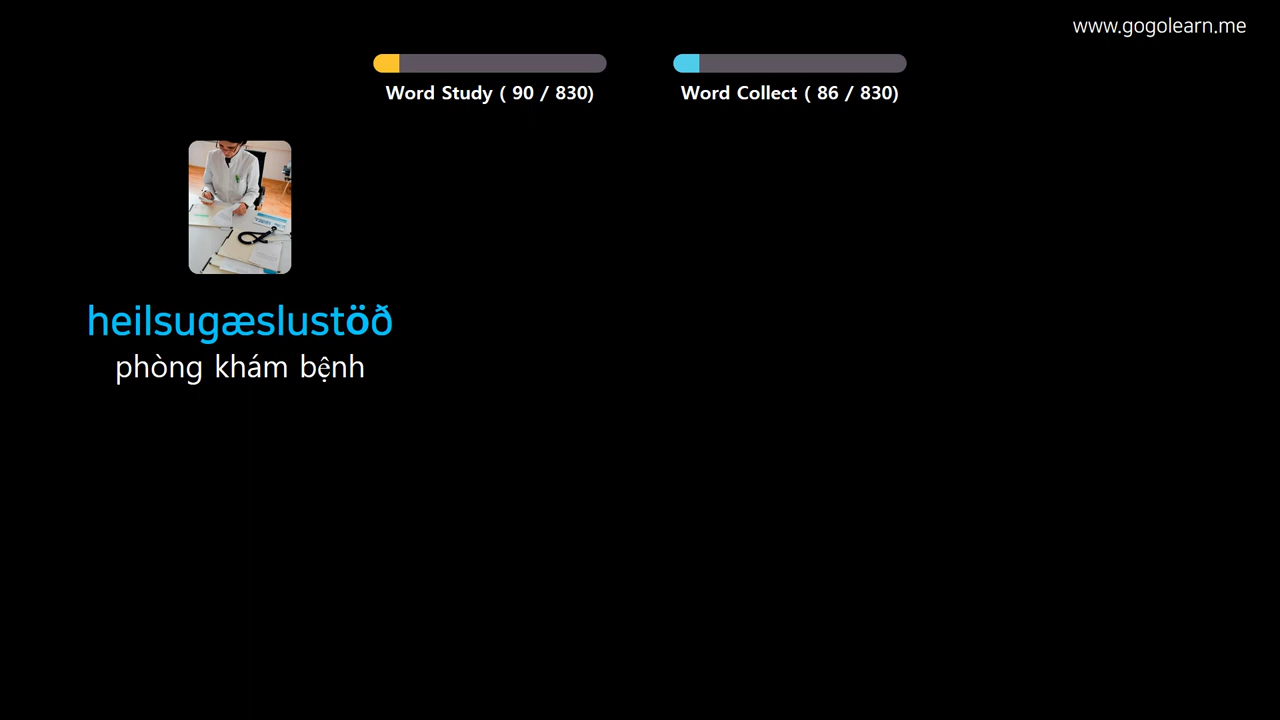 www.gogolearn.me
Word Study ( 90 / 830)
Word Collect ( 86 / 830)
heilsugæslustöð
phòng khám bệnh